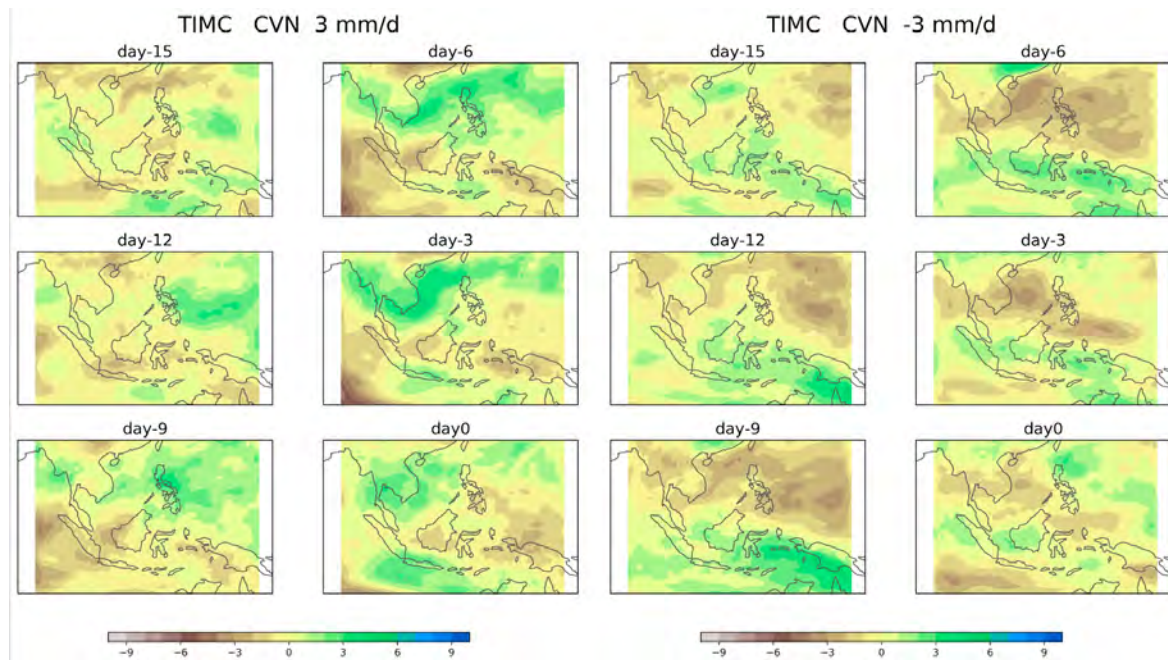 TIMC CVN 3 mm/d
TIMC CVN -3 mm/d
day-15
day-6
day-15
day-6
day-12
day-3
day-12
day-3
day-9
day0
day-9
day0
−9 −6 −3 0 3 6 9
−9 −6 −3 0 3 6 9